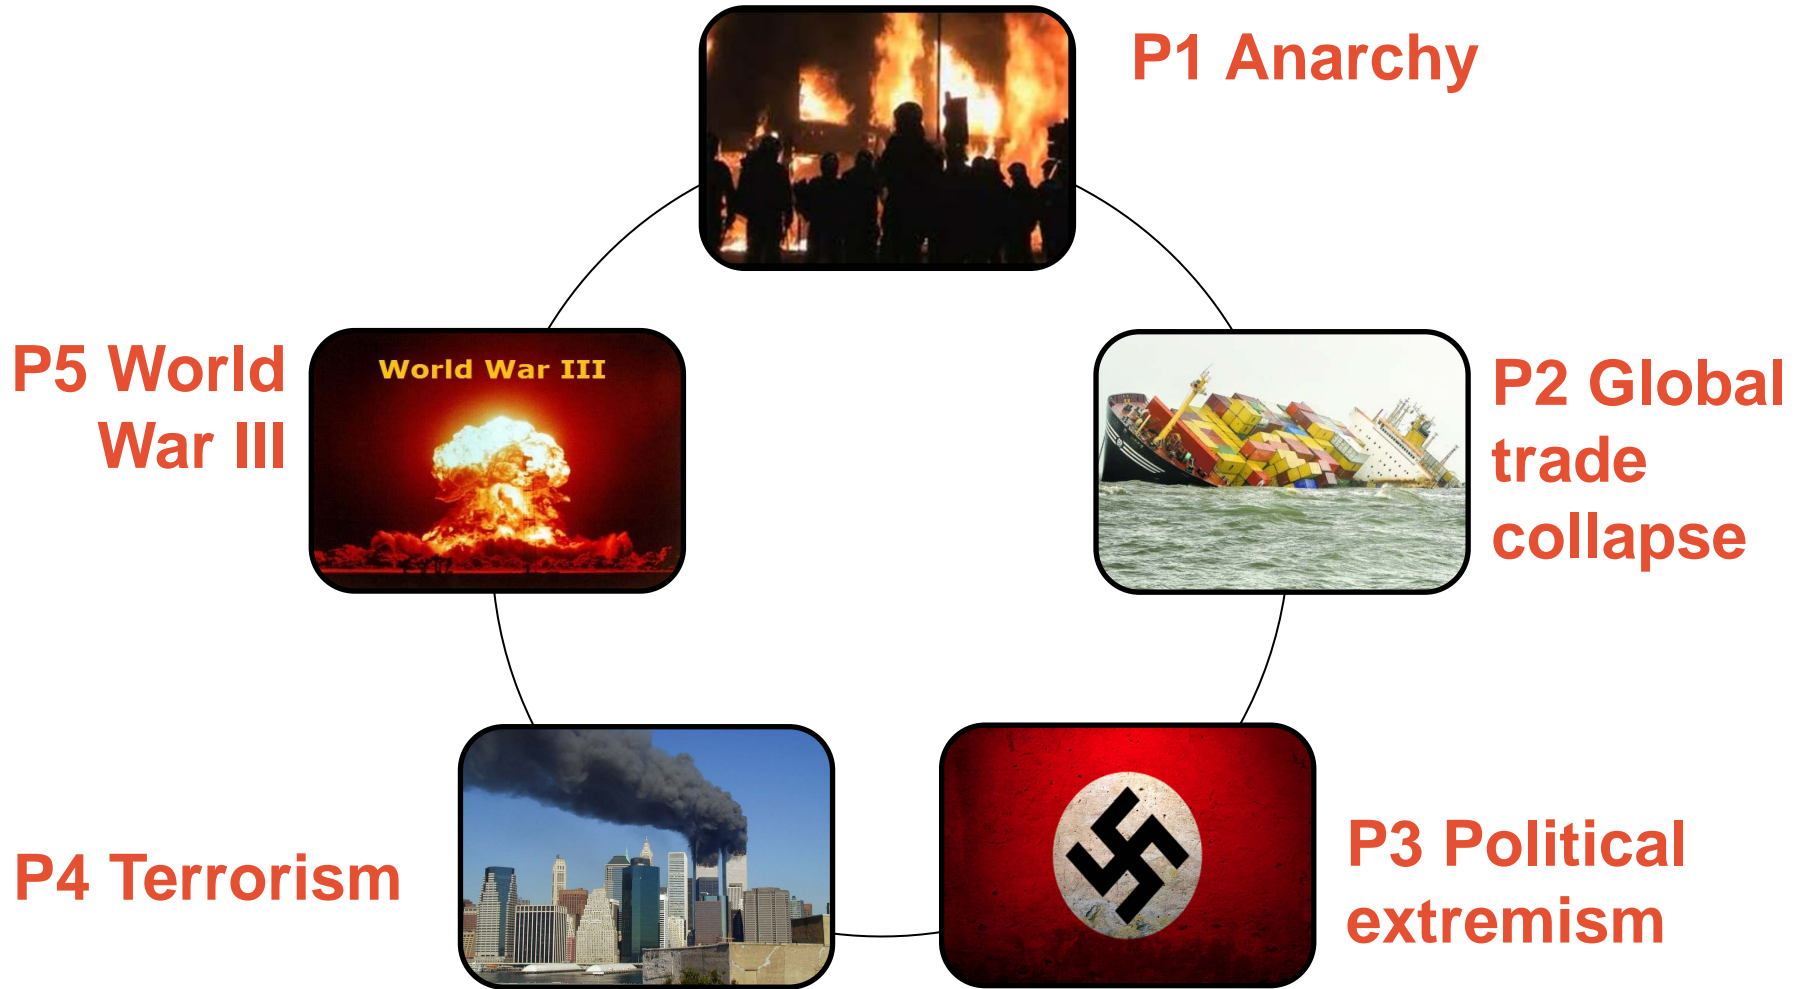 P1 Anarchy
P5 World
War III
World War III
P2 Global
trade
collapse
P4 Terrorism
P3 Political
extremism